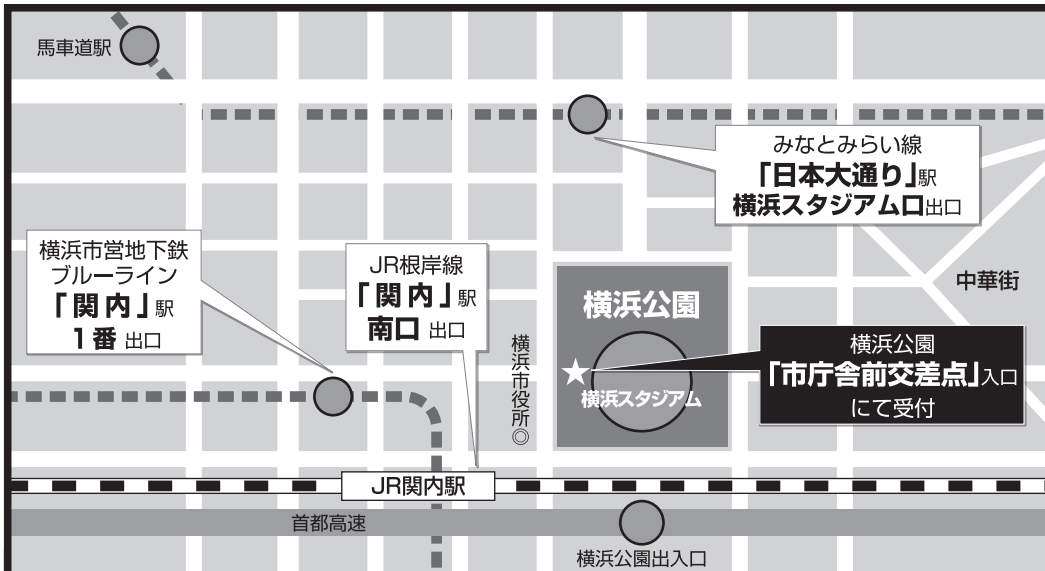 馬車道駅
みなとみらい線
「日本大通り」駅
横浜スタジアム口出口
横浜市営地下鉄
ブルーライン
「関内」駅
1番 出口
JR根岸線
「関内」駅
南口 出口
横浜公園
中華街
横浜市役所◎
☆
横浜スタジアム
横浜公園
「市庁舎前交差点」入口
にて受付
JR関内駅
首都高速
横浜公園出入口